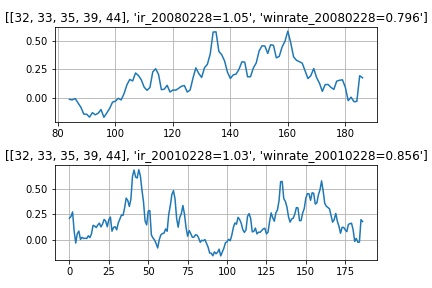 [[32, 33, 35, 39, 44], 'ir_20080228=1.05', 'winrate_20080228=0.796']
0.50
0.25
0.00
80 100 120 140 160 180
[[32, 33, 35, 39, 44], 'ir_20010228=1.03', 'winrate_20010228=0.856']
0.50
0.25
0.00
0 25 50 75 100 125 150 175